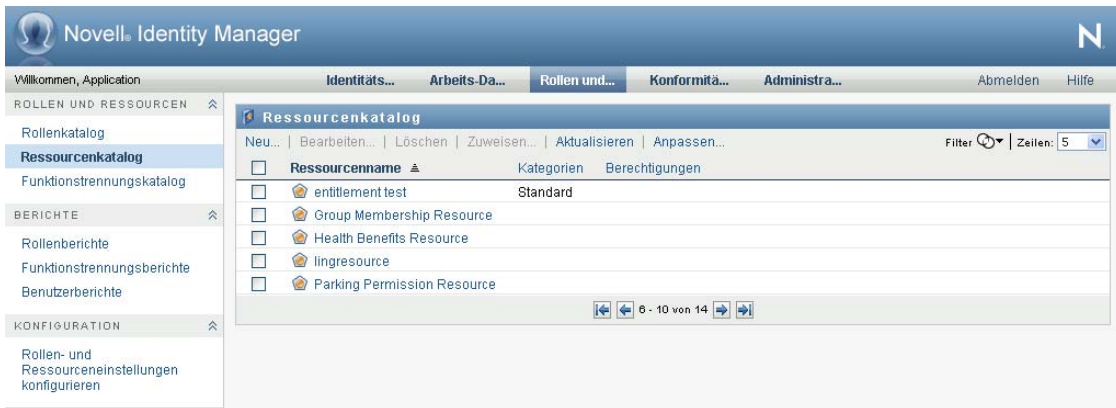 Novell® Identity Manager
N
Willkommen, Application
Identitäts... Arbeits-Da... Rollen und... Konformitä... Administra... Abmelden Hilfe
ROLLEN UND RESSOURCEN
Rollenkatalog
Ressourcenkatalog
Funktionstrennungskatalog
BERICHTE
Rollenberichte
Funktionstrennungsberichte
Benutzerberichte
KONFIGURATION
Rollen- und
Ressourceneinstellungen
konfigurieren
Ressourcenkatalog
Neu... | Bearbeiten... | Löschen | Zuweisen... | Aktualisieren | Anpassen...
Filter | Zeilen: 5
Ressourcenname Kategorien Berechtigungen
entitlement test Standard
Group Membership Resource
Health Benefits Resource
lingresource
Parking Permission Resource
6 - 10 von 14